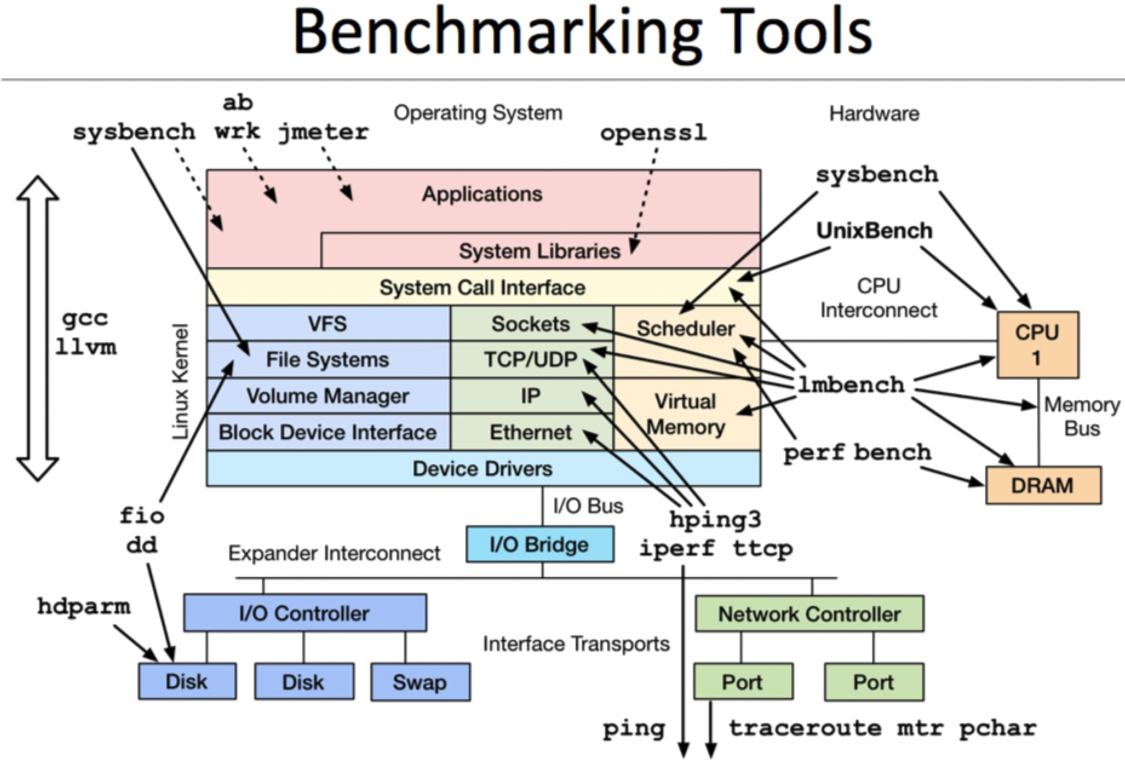 Benchmarking Tools
Operating System
Hardware
ab
sysbench
wrk jmeter
openssl
sysbench
Applications
UnixBench
System Libraries
System Call Interface
CPU
Interconnect
gcc
llvm
Linux Kernel
VFS
Sockets
Scheduler
CPU
1
File Systems
TCP/UDP
Volume Manager
IP
Virtual
Memory
lmbench
Memory
Bus
Block Device Interface
Ethernet
perf bench
Device Drivers
DRAM
I/O Bus
fio
dd
hping3
iperf ttcp
I/O Bridge
Expander Interconnect
hdparm
I/O Controller
Network Controller
Interface Transports
Disk
Disk
Swap
Port
Port
ping
traceroute mtr pchar